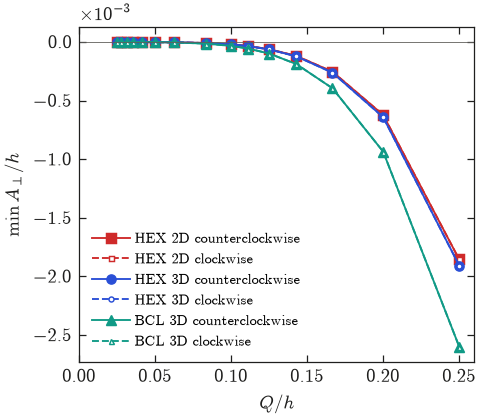 ×10⁻³
0.0
−0.5
−1.0
−1.5
−2.0
−2.5
min A⊥/h
HEX 2D counterclockwise
HEX 2D clockwise
HEX 3D counterclockwise
HEX 3D clockwise
BCL 3D counterclockwise
BCL 3D clockwise
0.00 0.05 0.10 0.15 0.20 0.25
Q/h